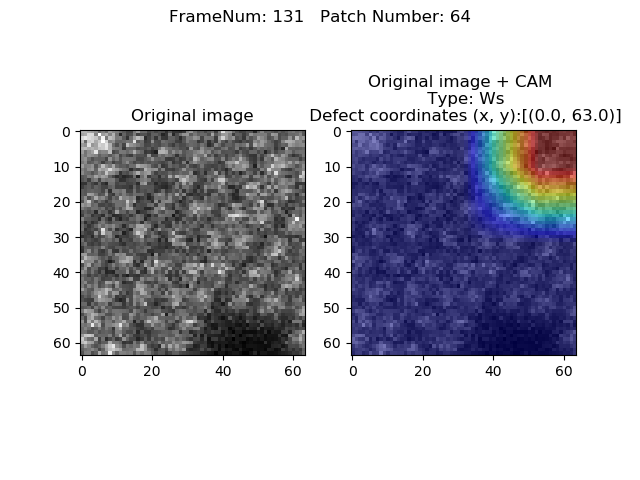 FrameNum: 131   Patch Number: 64
Original image
0
10
20
30
40
50
60
0 20 40 60
Original image + CAM
Type: Ws
Defect coordinates (x, y):[(0.0, 63.0)]
0
10
20
30
40
50
60
0 20 40 60